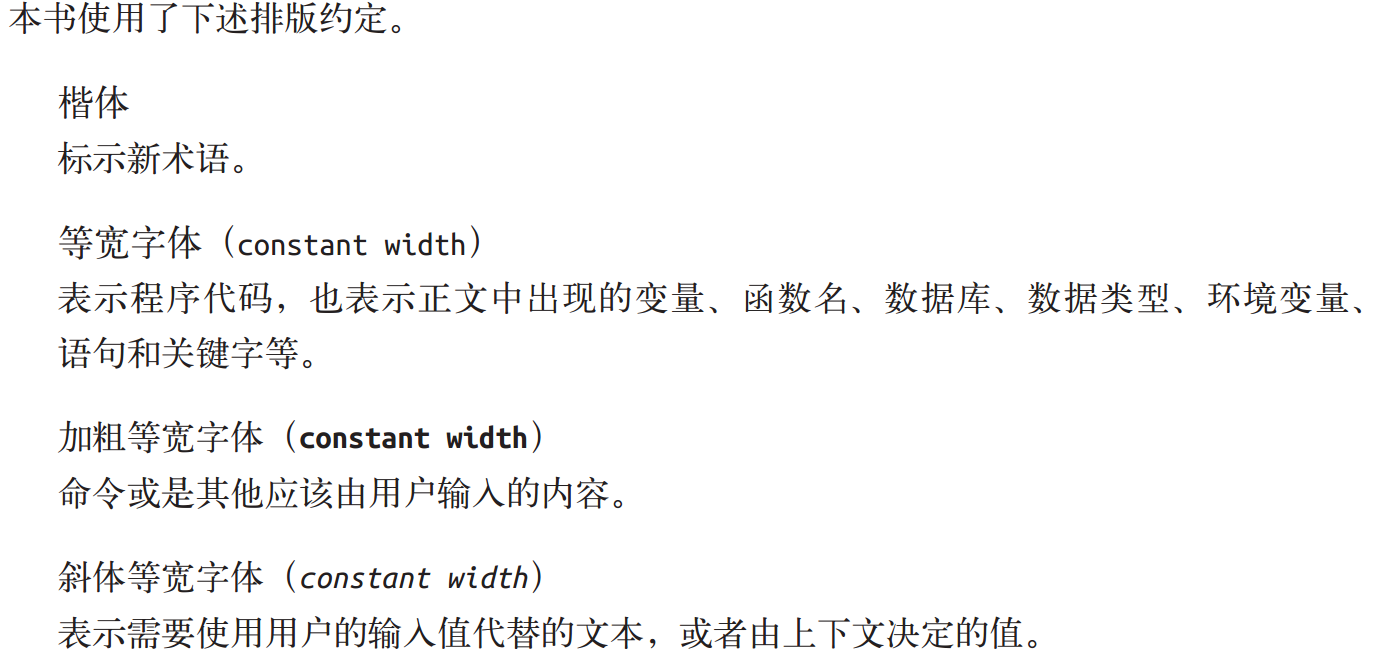 本书使用了下述排版约定。
楷体
标示新术语。
等宽字体（constant width）
表示程序代码，也表示正文中出现的变量、函数名、数据库、数据类型、环境变量、
语句和关键字等。
加粗等宽字体（constant width）
命令或是其他应该由用户输入的内容。
斜体等宽字体（constant width）
表示需要使用用户的输入值代替的文本，或者由上下文决定的值。